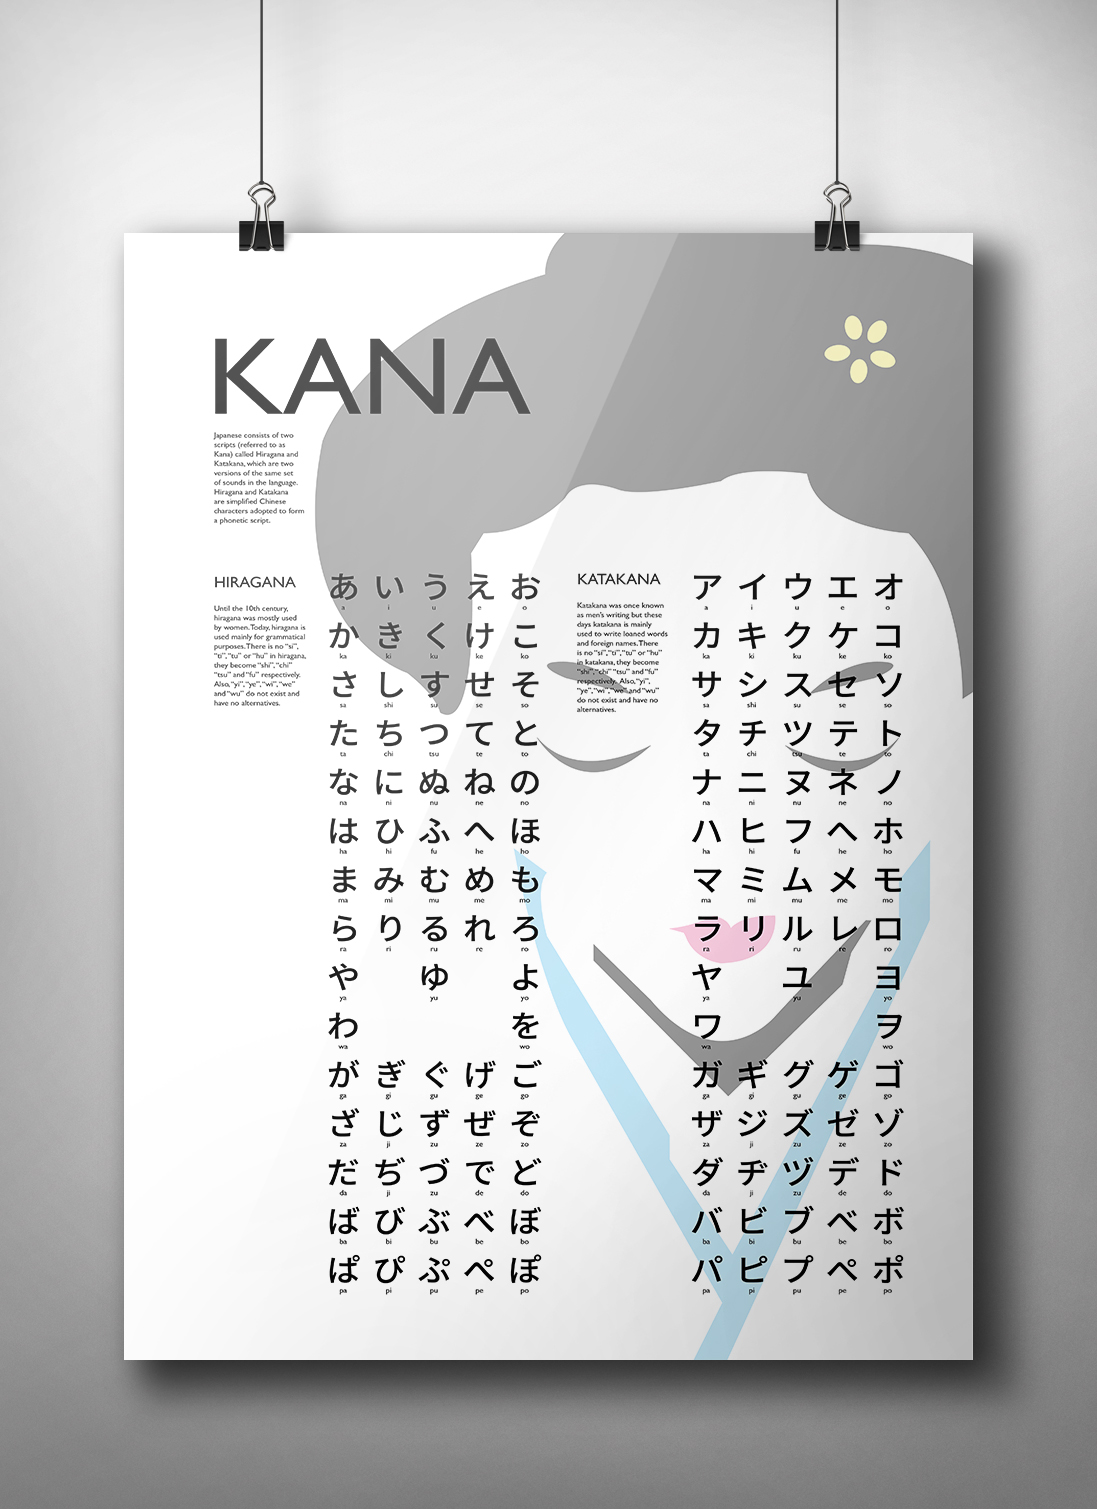 KANA
Japanese consists of two
scripts (referred to as
Kana) called Hiragana and
Katakana, which are two
versions of the same set
of sounds in the language.
Hiragana and Katakana
are simplified Chinese
characters adopted to form
a phonetic script.
HIRAGANA
Until the 10th century,
hiragana was mostly used
by women. Today, hiragana is
used mainly for grammatical
purposes. There is no "si",
"ti", "tu" or "hu" in hiragana,
they become "shi", "chi"
"tsu" and "fu" respectively.
Also, "yi", "ye", "wi", "we"
and "wu" do not exist and
have no alternatives.
あ い う え お
a i u e o
か き く け こ
ka ki ku ke ko
さ し す せ そ
sa shi su se so
た ち つ て と
ta chi tsu te to
な に ぬ ね の
na ni nu ne no
は ひ ふ へ ほ
ha hi fu he ho
ま み む め も
ma mi mu me mo
ら り る れ ろ
ra ri ru re ro
や ゆ よ
ya yu yo
わ を
wa wo
が ぎ ぐ げ ご
ga gi gu ge go
ざ じ ず ぜ ぞ
za ji zu ze zo
だ ぢ づ で ど
da ji zu de do
ば び ぶ べ ぼ
ba bi bu be bo
ぱ ぴ ぷ ぺ ぽ
pa pi pu pe po
KATAKANA
Katakana was once known
as men's writing but these
days katakana is mainly
used to write loaned words
and foreign names. There
is no "si", "ti", "tu" or "hu"
in katakana, they become
"shi", "chi" "tsu" and "fu"
respectively. Also, "yi",
"ye", "wi", "we" and "wu"
do not exist and have no
alternatives.
ア イ ウ エ オ
a i u e o
カ キ ク ケ コ
ka ki ku ke ko
サ シ ス セ ソ
sa shi su se so
タ チ ツ テ ト
ta chi tsu te to
ナ ニ ヌ ネ ノ
na ni nu ne no
ハ ヒ フ ヘ ホ
ha hi fu he ho
マ ミ ム メ モ
ma mi mu me mo
ラ リ ル レ ロ
ra ri ru re ro
ヤ ユ ヨ
ya yu yo
ワ ヲ
wa wo
ガ ギ グ ゲ ゴ
ga gi gu ge go
ザ ジ ズ ゼ ゾ
za ji zu ze zo
ダ ヂ ヅ デ ド
da ji zu de do
バ ビ ブ ベ ボ
ba bi bu be bo
パ ピ プ ペ ポ
pa pi pu pe po